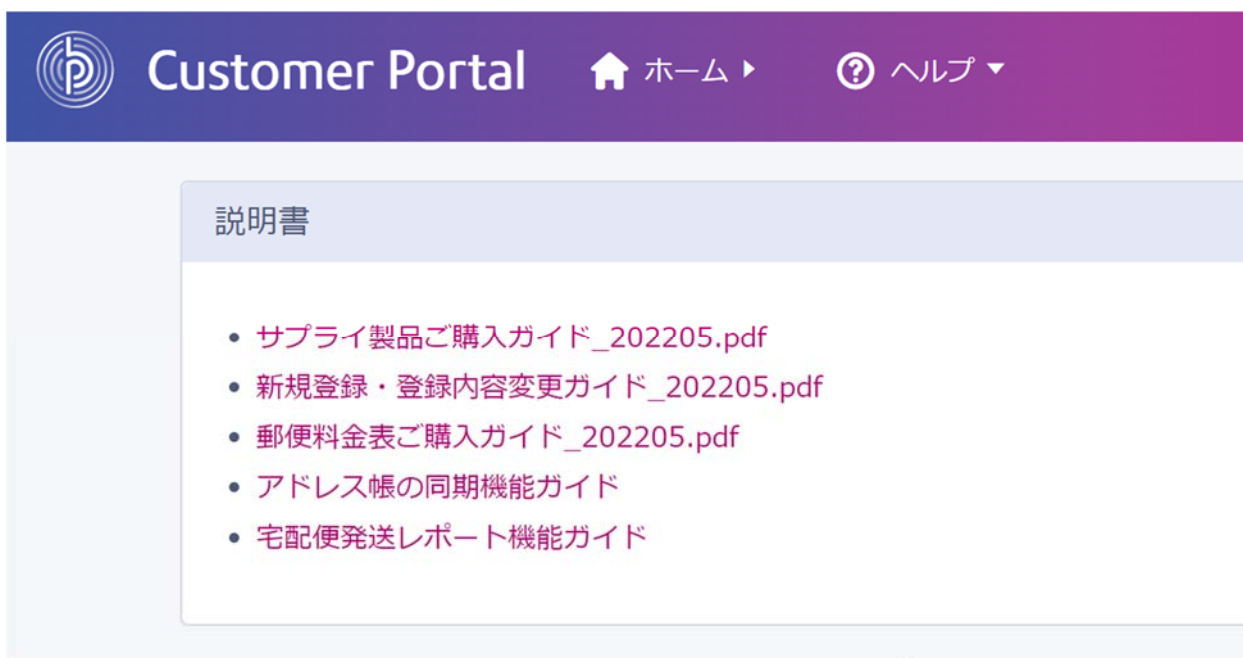 Customer Portal ホーム ヘルプ
説明書
サプライ製品ご購入ガイド_202205.pdf
新規登録・登録内容変更ガイド_202205.pdf
郵便料金表ご購入ガイド_202205.pdf
アドレス帳の同期機能ガイド
宅配便発送レポート機能ガイド